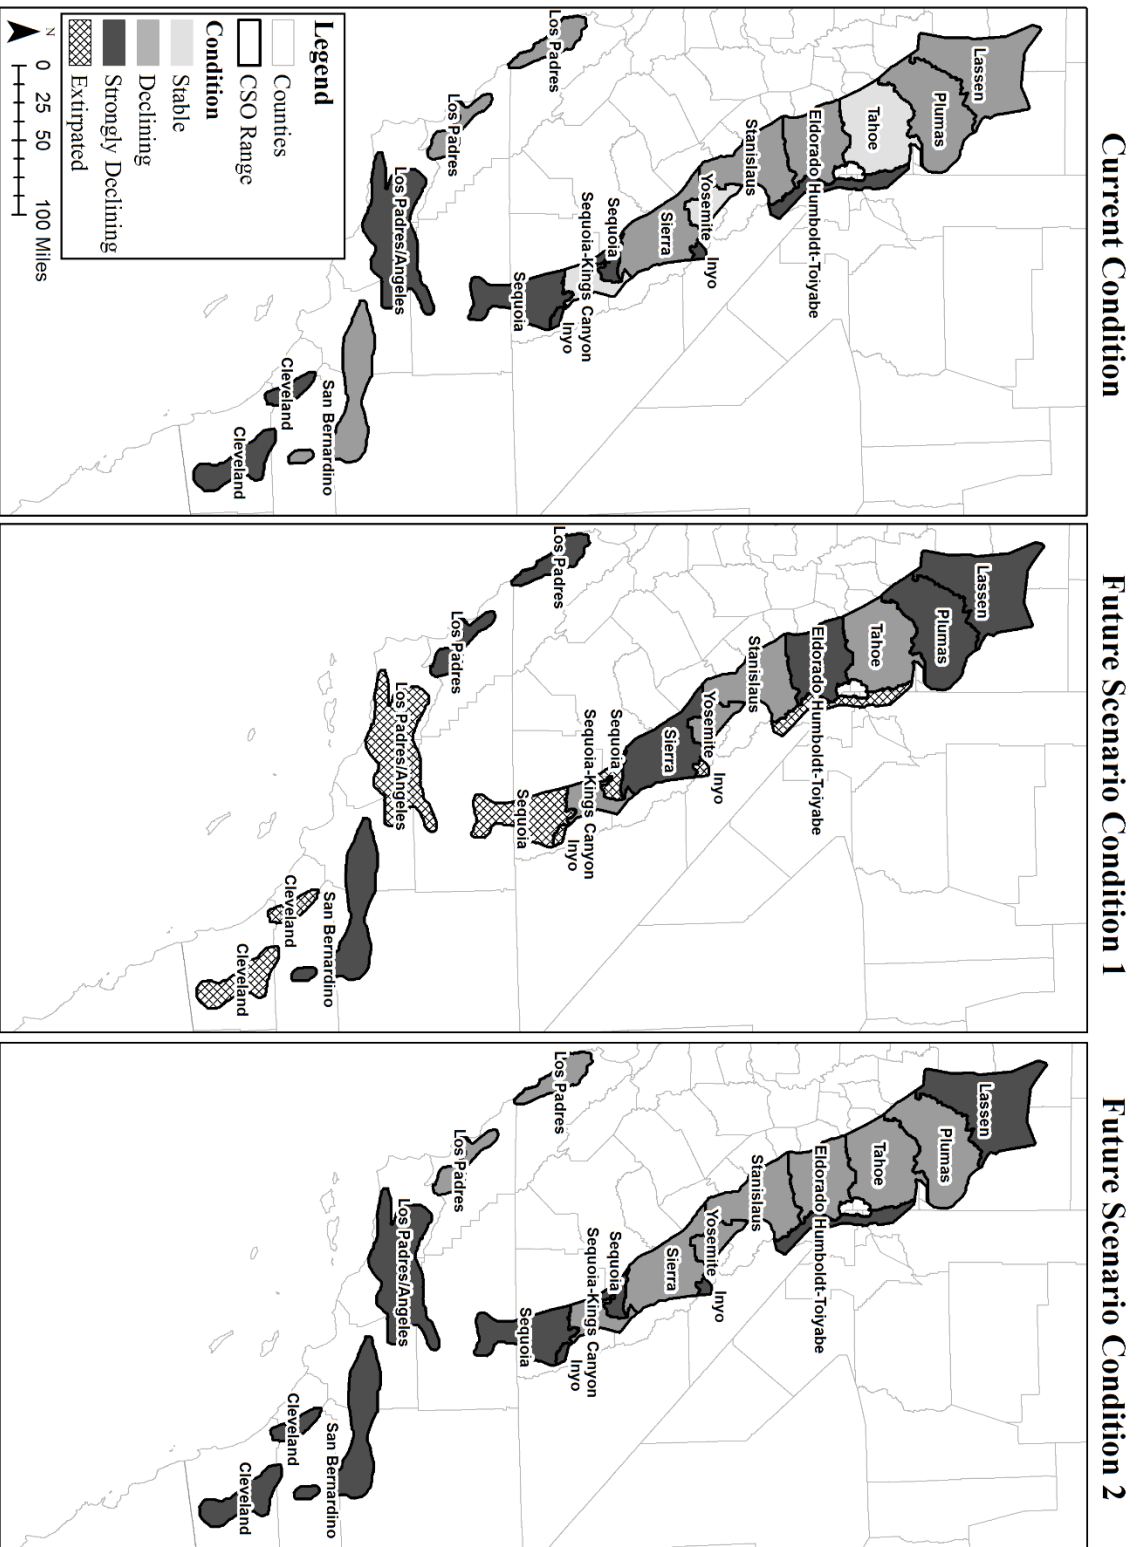 Current Condition
Lassen
Plumas
Tahoe
Eldorado
Humboldt-Toiyabe
Stanislaus
Yosemite
Inyo
Sierra
Sequoia
Sequoia-Kings Canyon
Inyo
Sequoia
Los Padres
Los Padres
Los Padres/Angeles
San Bernardino
Cleveland
Cleveland
Legend
Counties
CSO Range
Condition
Stable
Declining
Strongly Declining
Extirpated
N
0 25 50 100 Miles
Future Scenario Condition 1
Lassen
Plumas
Tahoe
Eldorado
Humboldt-Toiyabe
Stanislaus
Yosemite
Inyo
Sierra
Sequoia
Sequoia-Kings Canyon
Inyo
Sequoia
Los Padres
Los Padres
Los Padres/Angeles
San Bernardino
Cleveland
Cleveland
Future Scenario Condition 2
Lassen
Plumas
Tahoe
Eldorado
Humboldt-Toiyabe
Stanislaus
Yosemite
Inyo
Sierra
Sequoia
Sequoia-Kings Canyon
Inyo
Sequoia
Los Padres
Los Padres
Los Padres/Angeles
San Bernardino
Cleveland
Cleveland